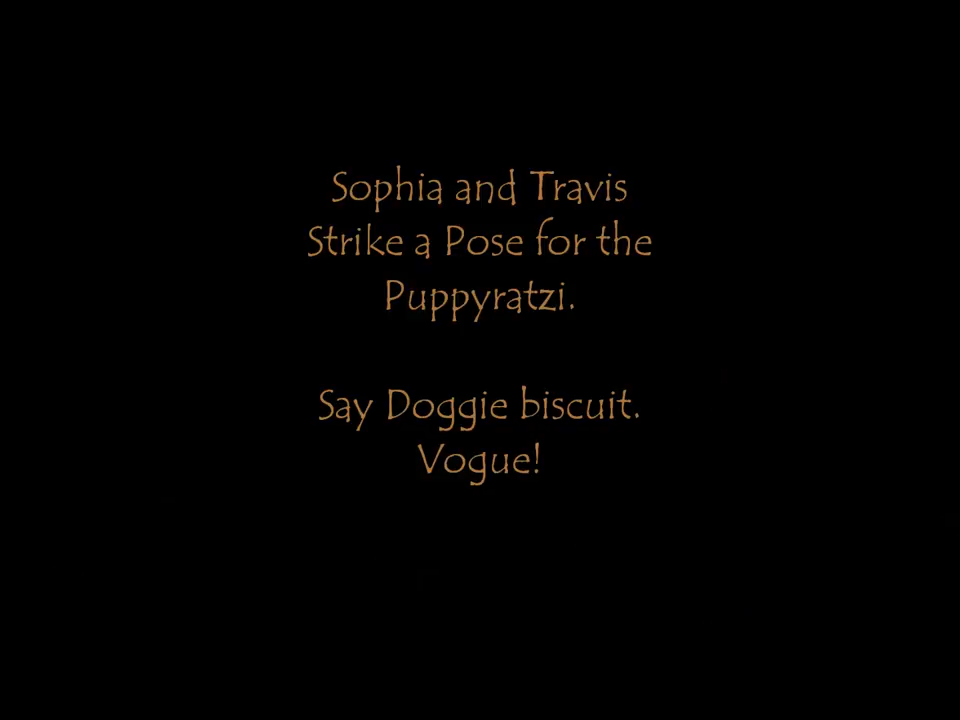 Sophia and Travis
Strike a Pose for the
Puppyratzi.
Say Doggie biscuit.
Vogue!